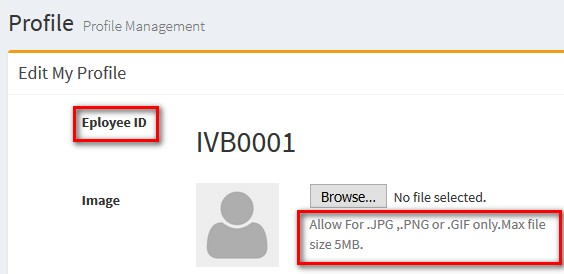 Profile Profile Management
Edit My Profile
Eployee ID
IVB0001
Image
Browse... No file selected.
Allow For .JPG ,.PNG or .GIF only.Max file
size 5MB.